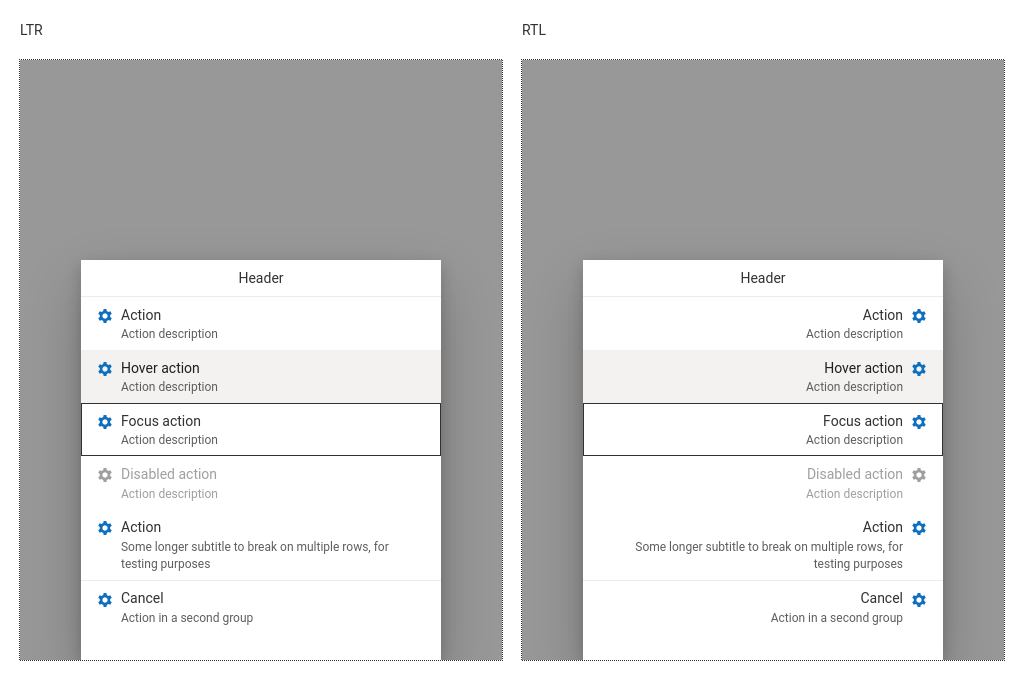 LTR
Header
Action
Action description
Hover action
Action description
Focus action
Action description
Disabled action
Action description
Action
Some longer subtitle to break on multiple rows, for
testing purposes
Cancel
Action in a second group
RTL
Header
Action
Action description
Hover action
Action description
Focus action
Action description
Disabled action
Action description
Action
Some longer subtitle to break on multiple rows, for
testing purposes
Cancel
Action in a second group